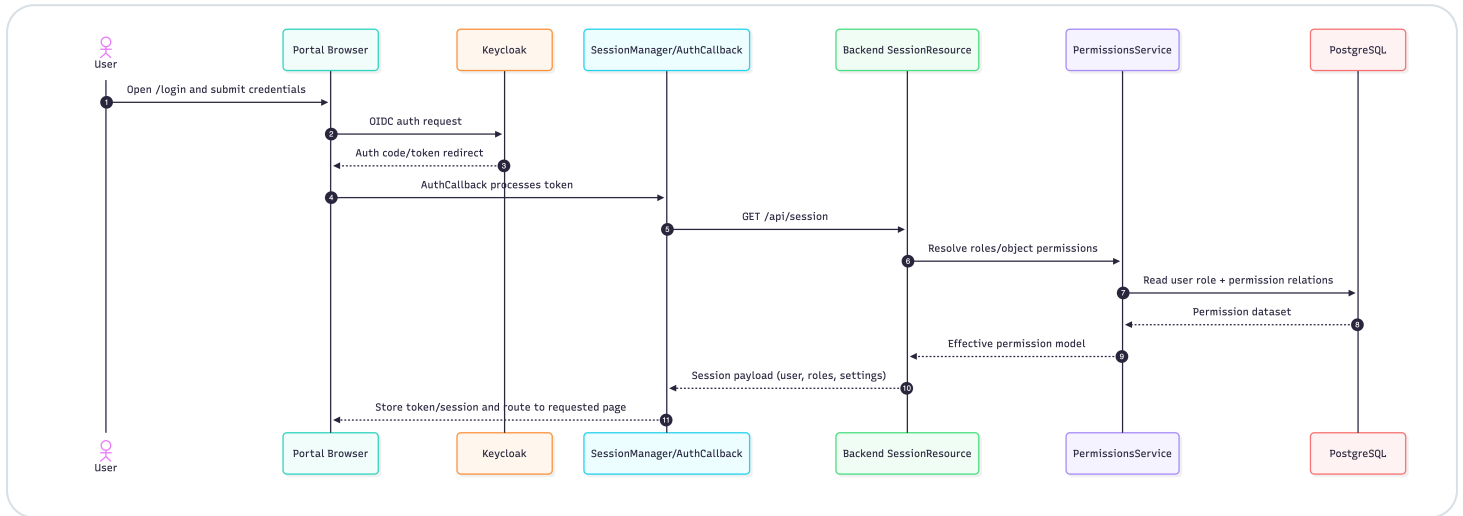 User
Portal Browser
Keycloak
SessionManager/AuthCallback
Backend SessionResource
PermissionsService
PostgreSQL
Open /login and submit credentials
1
OIDC auth request
2
Auth code/token redirect
3
AuthCallback processes token
4
GET /api/session
5
Resolve roles/object permissions
6
Read user role + permission relations
7
Permission dataset
8
Effective permission model
9
Session payload (user, roles, settings)
10
Store token/session and route to requested page
11
User
Portal Browser
Keycloak
SessionManager/AuthCallback
Backend SessionResource
PermissionsService
PostgreSQL